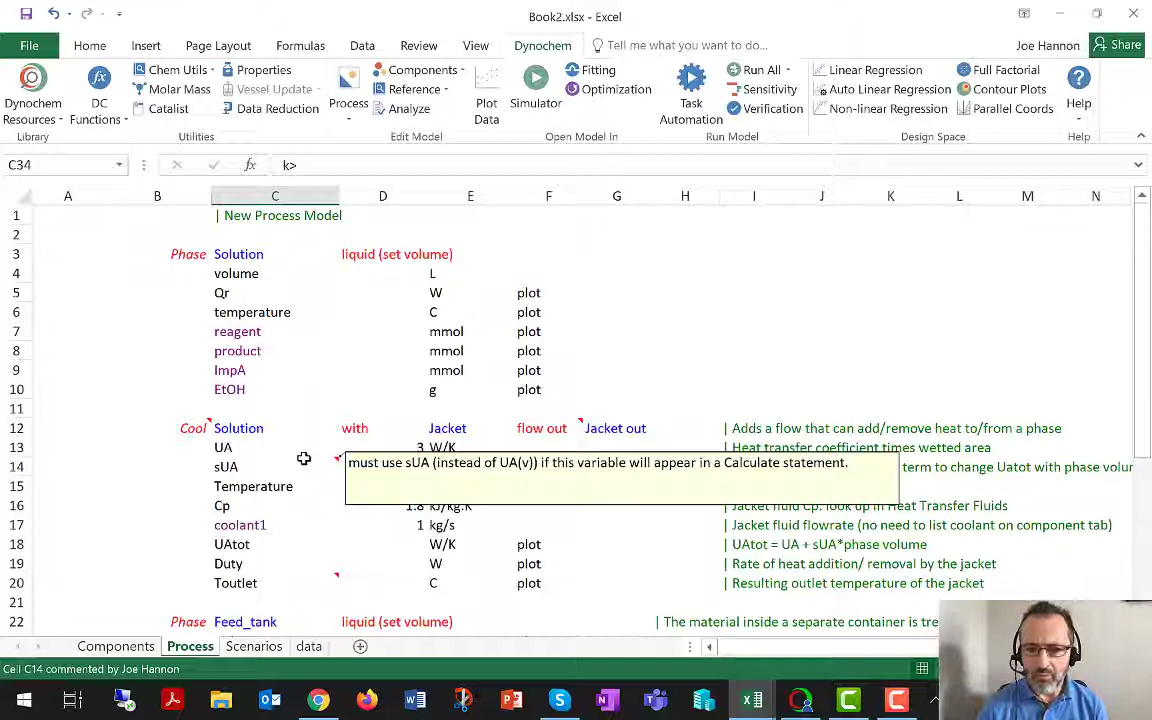 Book2.xlsx - Excel
File Home Insert Page Layout Formulas Data Review View Dynochem Tell me what you want to do... Joe Hannon Share
Chem Utils Properties Components Fitting Run All Linear Regression Full Factorial
Molar Mass Vessel Update Reference Optimization Sensitivity Auto Linear Regression Contour Plots
Dynochem Resources DC Functions Catalist Data Reduction Process Analyze Plot Data Simulator Task Automation Verification Non-linear Regression Parallel Coords Help
Library Utilities Edit Model Open Model In Run Model Design Space Help
C34 fx k>
A B C D E F G H I J K L M N
1 | New Process Model
2
3 Phase Solution liquid (set volume)
4 volume L
5 Qr W plot
6 temperature C plot
7 reagent mmol plot
8 product mmol plot
9 ImpA mmol plot
10 EtOH g plot
11
12 Cool Solution with Jacket flow out Jacket out | Adds a flow that can add/remove heat to/from a phase
13 UA 3 W/K | Heat transfer coefficient times wetted area
14 sUA must use sUA (instead of UA(v)) if this variable will appear in a Calculate statement. term to change Uatot with phase volum
15 Temperature
16 Cp 1.8 kJ/kg.K | Jacket fluid Cp: look up in Heat Transfer Fluids
17 coolant1 1 kg/s | Jacket fluid flowrate (no need to list coolant on component tab)
18 UAtot W/K plot | UAtot = UA + sUA*phase volume
19 Duty W plot | Rate of heat addition/ removal by the jacket
20 Toutlet C plot | Resulting outlet temperature of the jacket
21
22 Phase Feed_tank liquid (set volume) | The material inside a separate container is tre
Components Process Scenarios data
Cell C14 commented by Joe Hannon